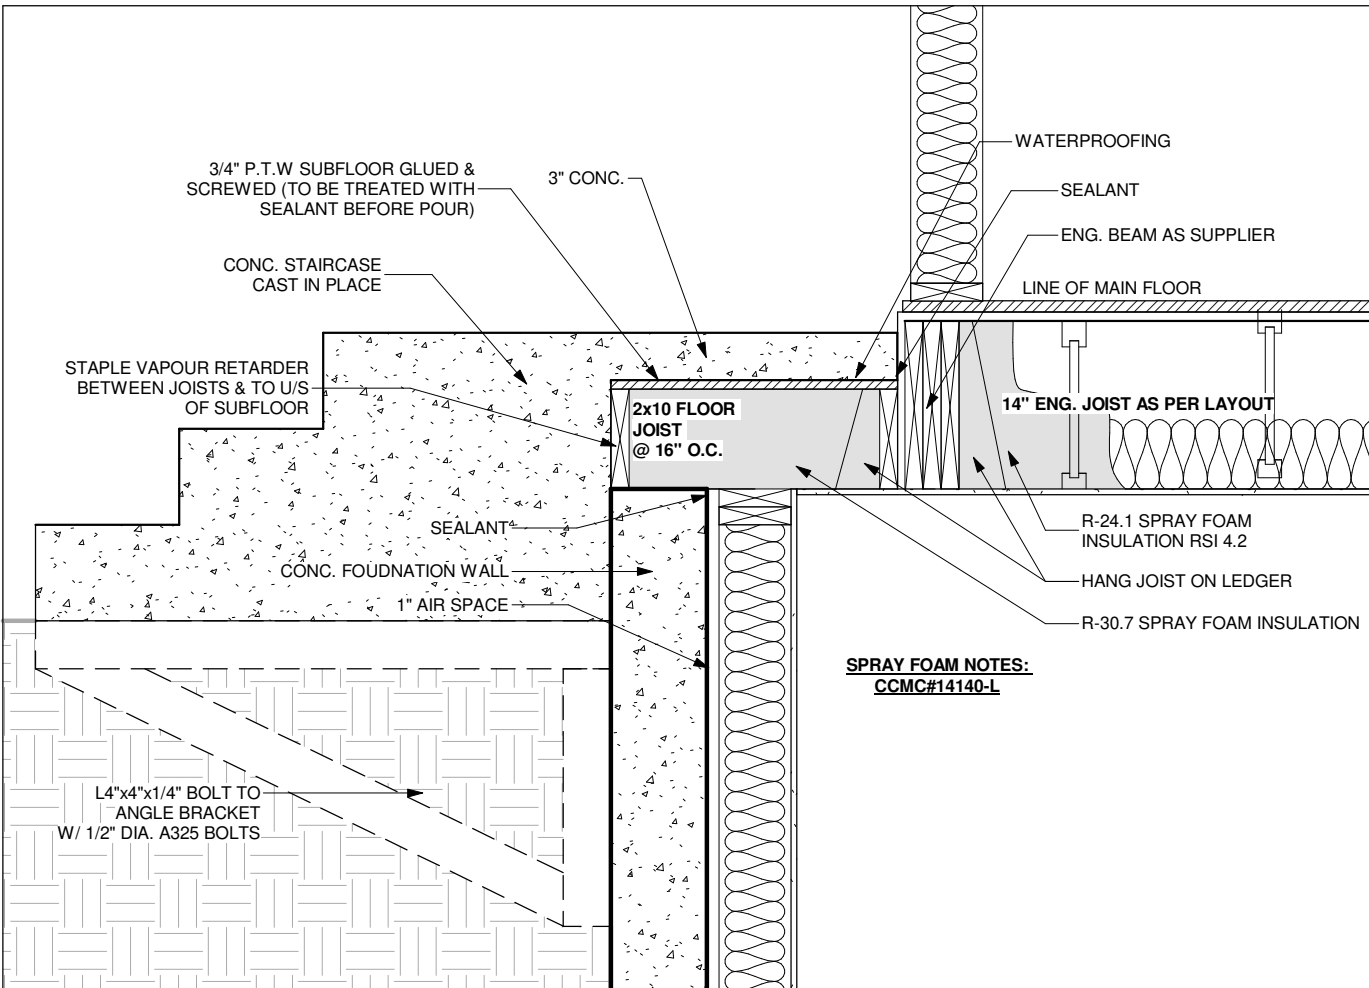 WATERPROOFING
3/4" P.T.W SUBFLOOR GLUED &
SCREWED (TO BE TREATED WITH
SEALANT BEFORE POUR)
3" CONC.
SEALANT
ENG. BEAM AS SUPPLIER
CONC. STAIRCASE
CAST IN PLACE
LINE OF MAIN FLOOR
STAPLE VAPOUR RETARDER
BETWEEN JOISTS & TO U/S
OF SUBFLOOR
2x10 FLOOR
JOIST
@ 16" O.C.
14" ENG. JOIST AS PER LAYOUT
SEALANT
R-24.1 SPRAY FOAM
INSULATION RSI 4.2
CONC. FOUDNATION WALL
HANG JOIST ON LEDGER
1" AIR SPACE
R-30.7 SPRAY FOAM INSULATION
SPRAY FOAM NOTES:
CCMC#14140-L
L4"x4"x1/4" BOLT TO
ANGLE BRACKET
W/ 1/2" DIA. A325 BOLTS